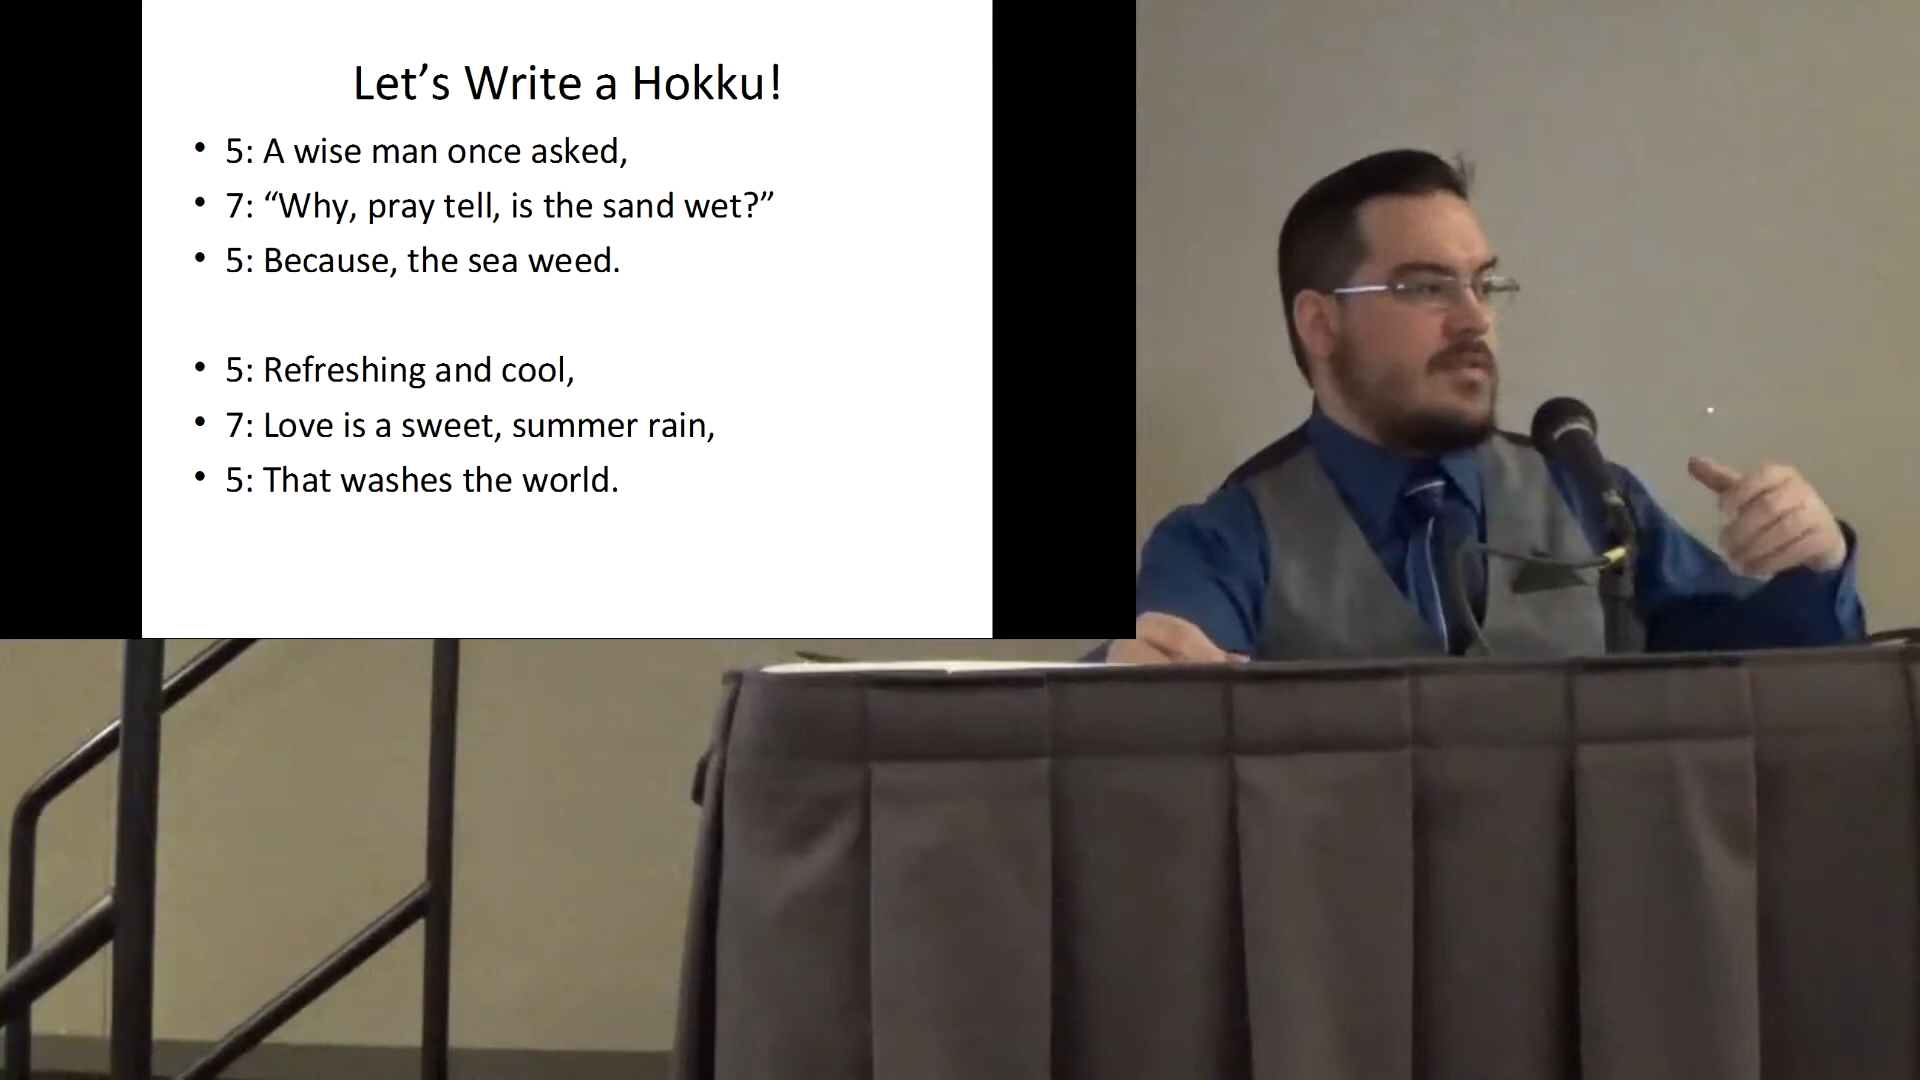 Let’s Write a Hokku!
• 5: A wise man once asked,
• 7: “Why, pray tell, is the sand wet?”
• 5: Because, the sea weed.
• 5: Refreshing and cool,
• 7: Love is a sweet, summer rain,
• 5: That washes the world.